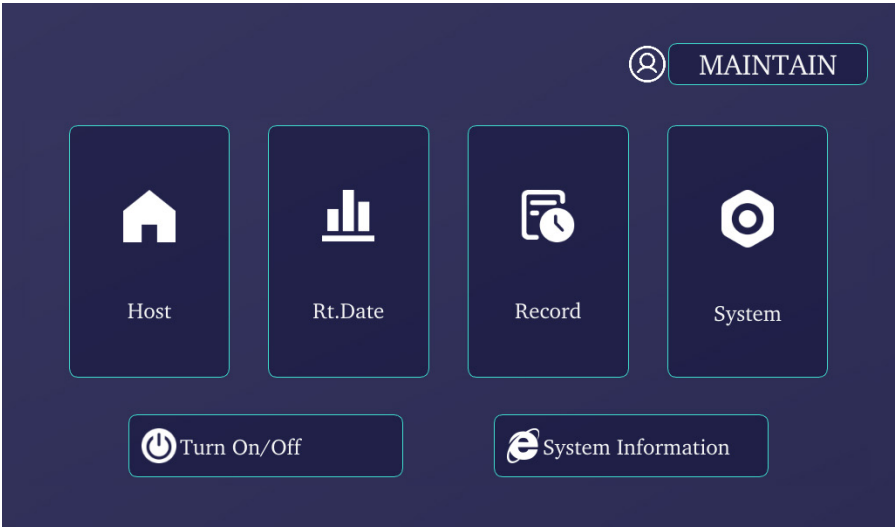 MAINTAIN
Host
Rt.Date
Record
System
Turn On/Off
System Information